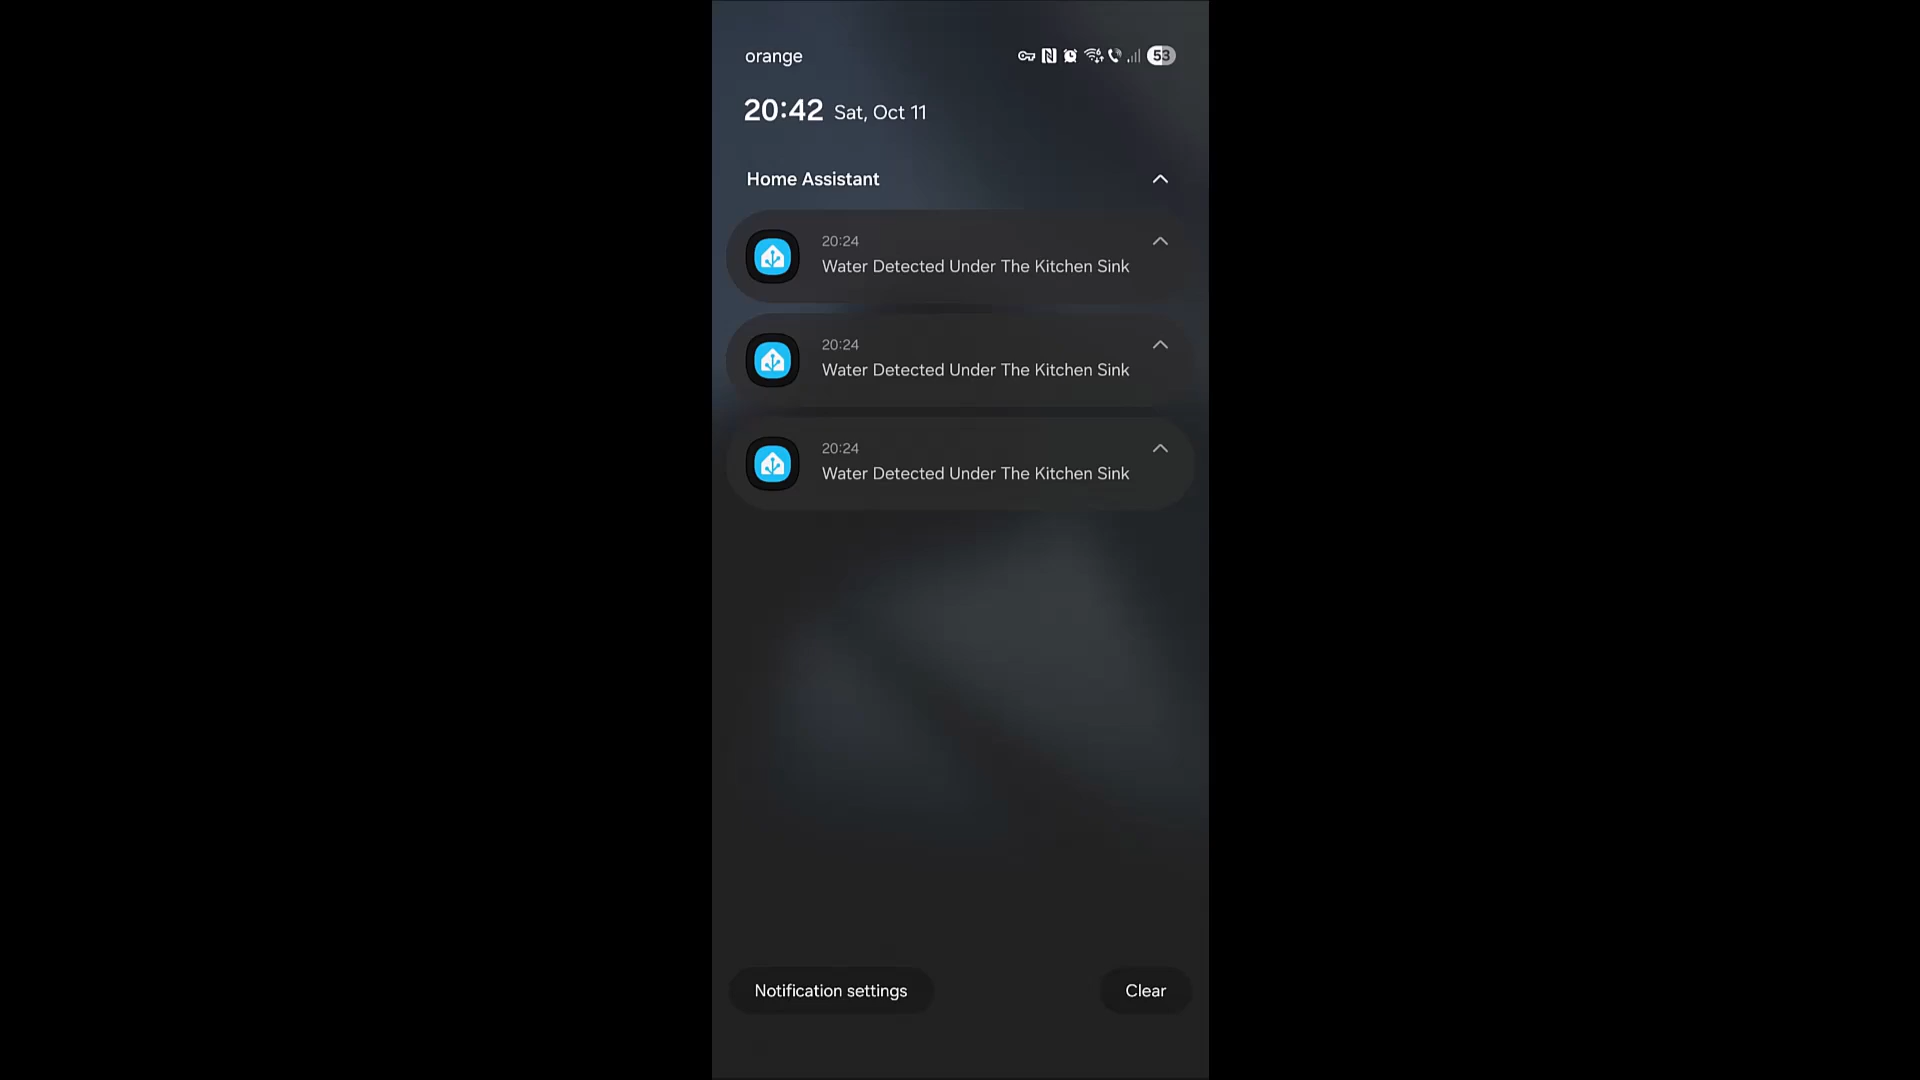 orange
53
20:42 Sat, Oct 11
Home Assistant
20:24
Water Detected Under The Kitchen Sink
20:24
Water Detected Under The Kitchen Sink
20:24
Water Detected Under The Kitchen Sink
Notification settings
Clear